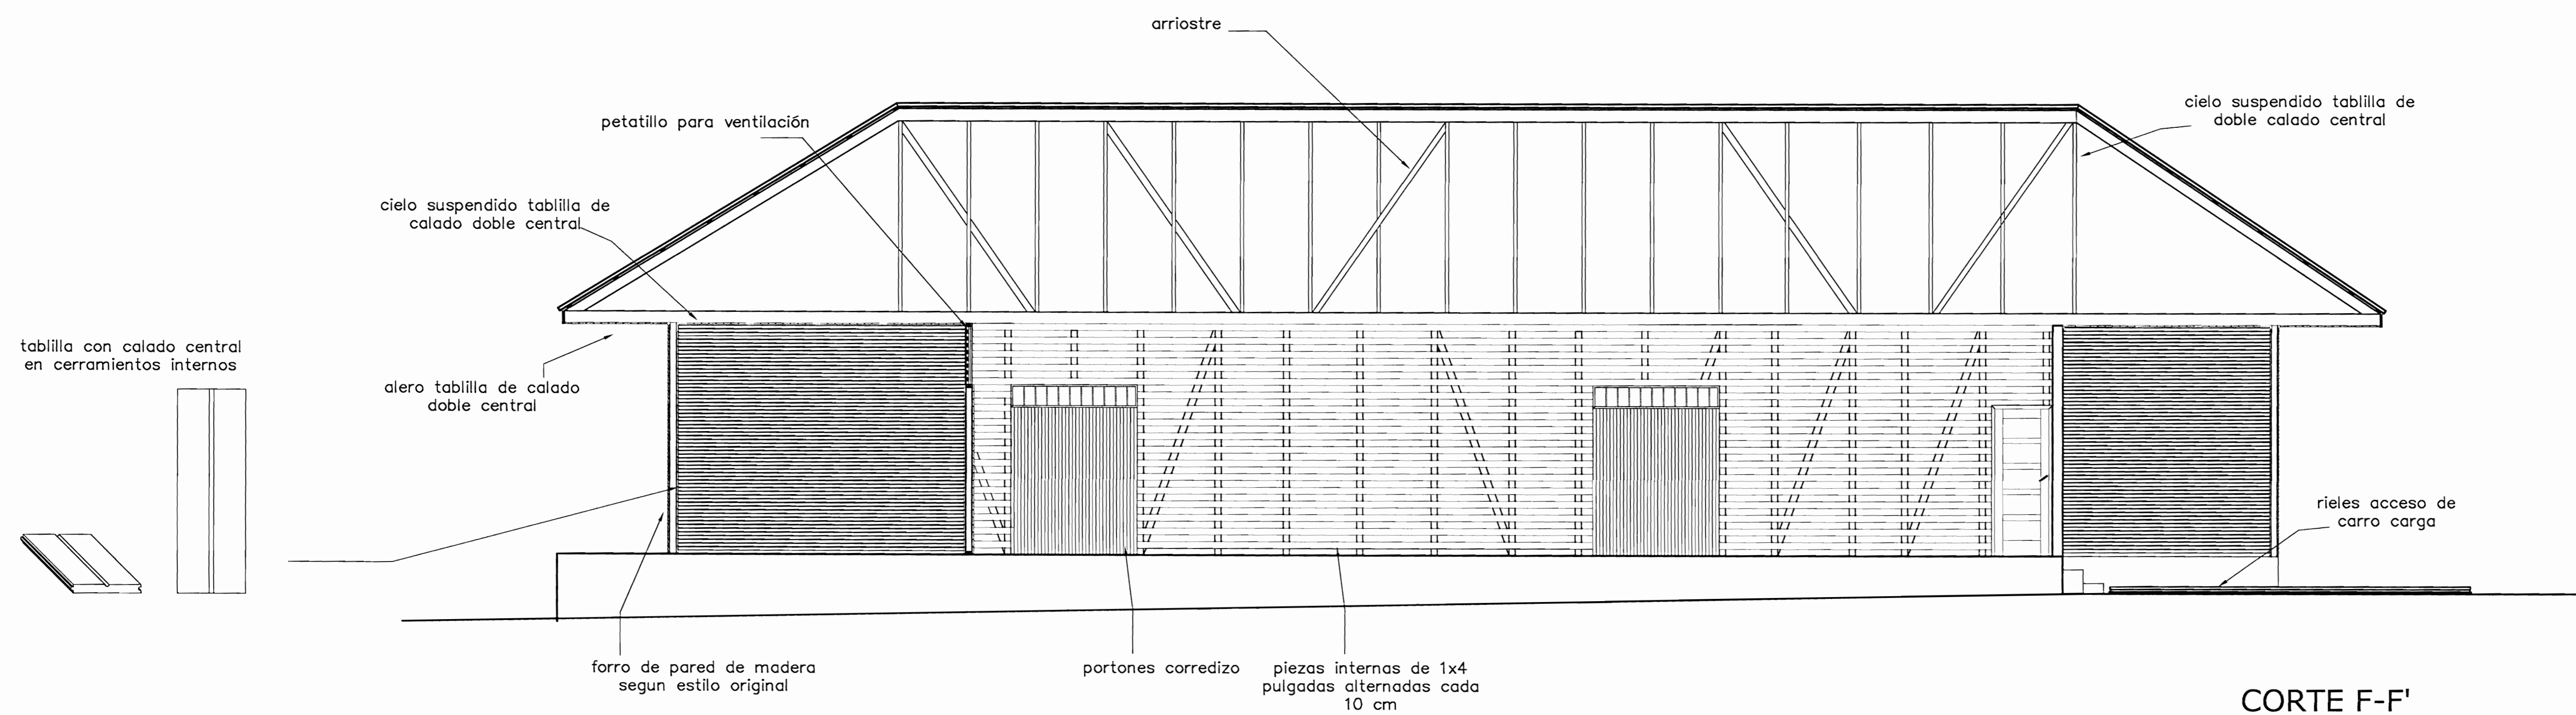 arriostre
petatillo para ventilación
cielo suspendido tablilla de
doble calado central
cielo suspendido tablilla de
calado doble central
tablilla con calado central
en cerramientos internos
alero tablilla de calado
doble central
rieles acceso de
carro carga
forro de pared de madera
segun estilo original
portones corredizo
piezas internas de 1x4
pulgadas alternadas cada
10 cm
CORTE F-F'